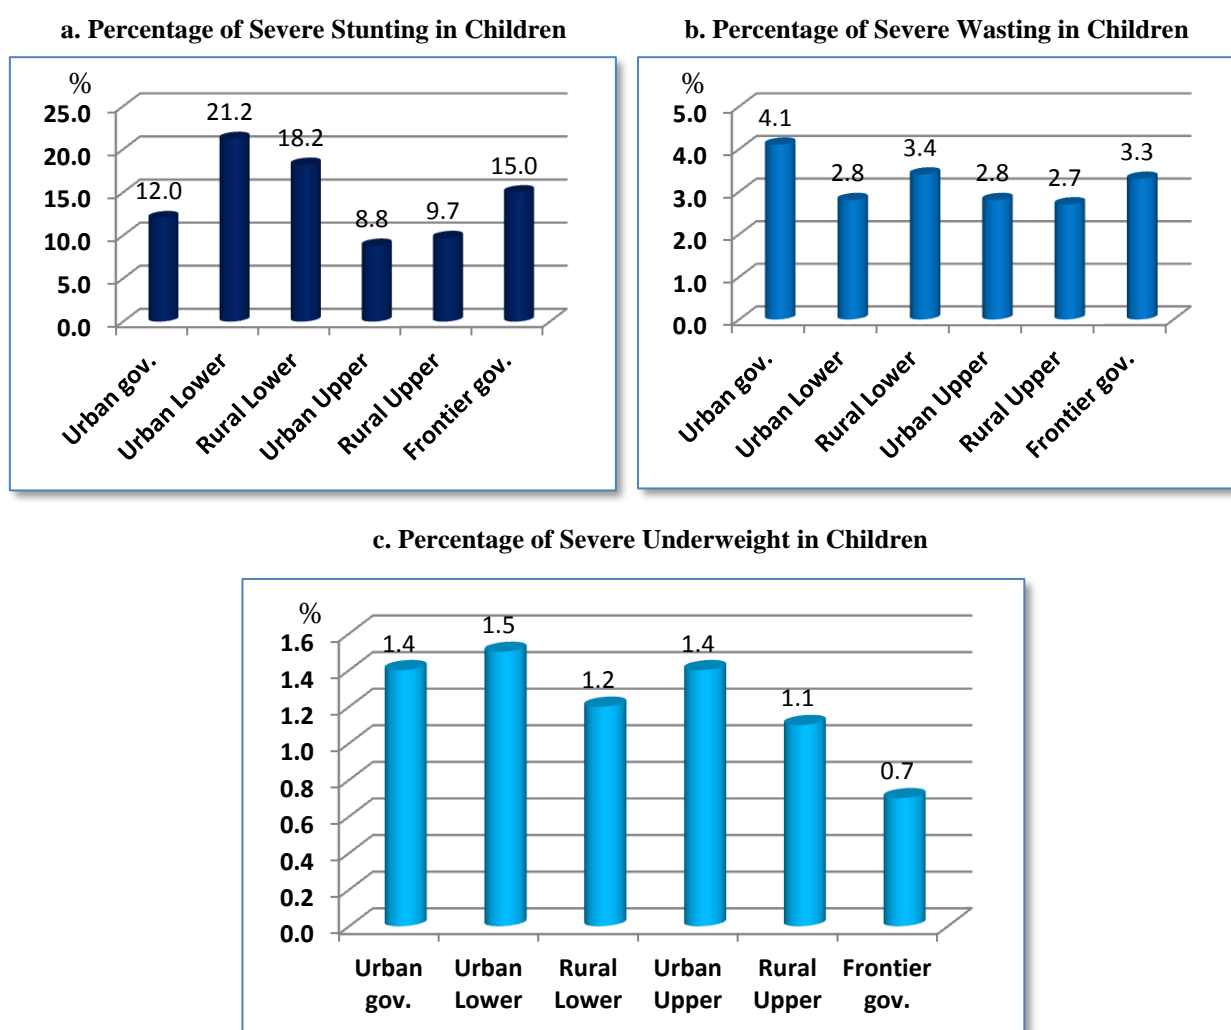 a. Percentage of Severe Stunting in Children
%
25.0
20.0
15.0
10.0
5.0
0.0
12.0
21.2
18.2
8.8
9.7
15.0
Urban gov.
Urban Lower
Rural Lower
Urban Upper
Rural Upper
Frontier gov.
b. Percentage of Severe Wasting in Children
%
5.0
4.0
3.0
2.0
1.0
0.0
4.1
2.8
3.4
2.8
2.7
3.3
Urban gov.
Urban Lower
Rural Lower
Urban Upper
Rural Upper
Frontier gov.
c. Percentage of Severe Underweight in Children
%
1.6
1.4
1.2
1.0
0.8
0.6
0.4
0.2
0.0
1.4
1.5
1.2
1.4
1.1
0.7
Urban
gov.
Urban
Lower
Rural
Lower
Urban
Upper
Rural
Upper
Frontier
gov.